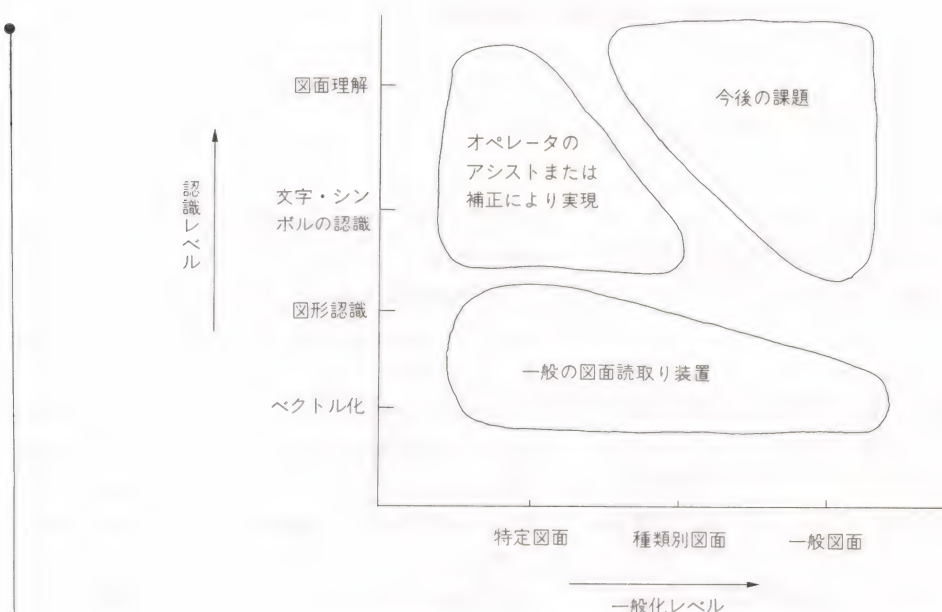 図面理解
今後の課題
オペレータの
アシストまたは
補正により実現
認識レベル
文字・シン
ボルの認識
図形認識
一般の図面読取り装置
ベクトル化
特定図面
種類別図面
一般図面
一般化レベル